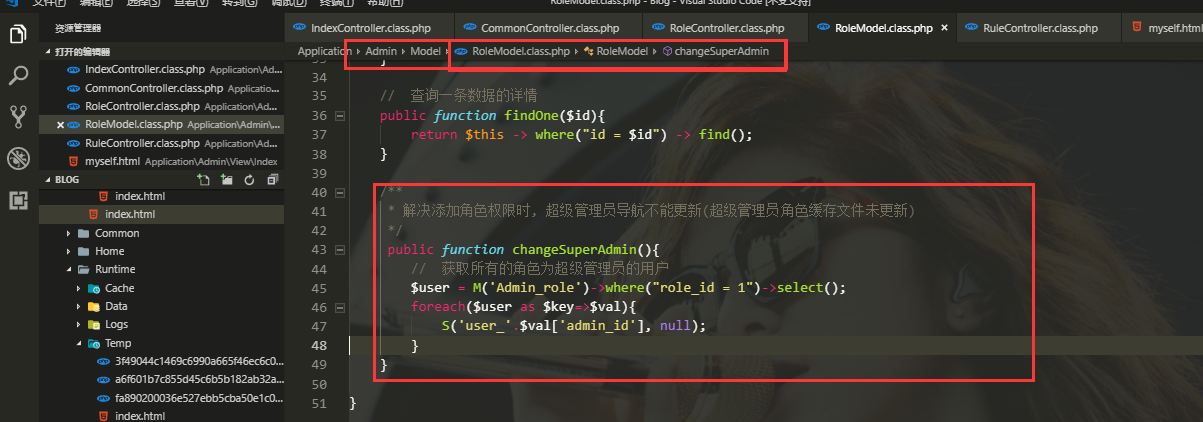 RoleModel.class.php - Blog - Visual Studio Code [不受支持]
文件(F) 编辑(E) 选择(S) 查看(V) 转到(G) 调试(D) 终端(T) 帮助(H)
资源管理器
IndexController.class.php CommonController.class.php RoleController.class.php RoleModel.class.php × RuleController.class.php myself.html
Application › Admin › Model › RoleModel.class.php › RoleModel › changeSuperAdmin
打开的编辑器
IndexController.class.php Application\Ad...
CommonController.class.php Application...
RoleController.class.php Application\Ad...
× RoleModel.class.php Application\Admin\...
RuleController.class.php Application\Ad...
myself.html Application\Admin\View\Index
BLOG
index.html
index.html
Common
Home
Runtime
Cache
Data
Logs
Temp
3f49044c1469c6990a665f46ec6c0...
a6f601b7c855d45c6b5b182ab32a...
fa890200036e527ebb5cba50e1c0...
index.html
33 }
34
35 // 查询一条数据的详情
36 public function findOne($id){
37 return $this -> where("id = $id") -> find();
38 }
39
40 /**
41 * 解决添加角色权限时, 超级管理员导航不能更新(超级管理员角色缓存文件未更新)
42 */
43 public function changeSuperAdmin(){
44 // 获取所有的角色为超级管理员的用户
45 $user = M('Admin_role')->where("role_id = 1")->select();
46 foreach($user as $key=>$val){
47 S('user_'.$val['admin_id'], null);
48 }
49 }
50
51 }